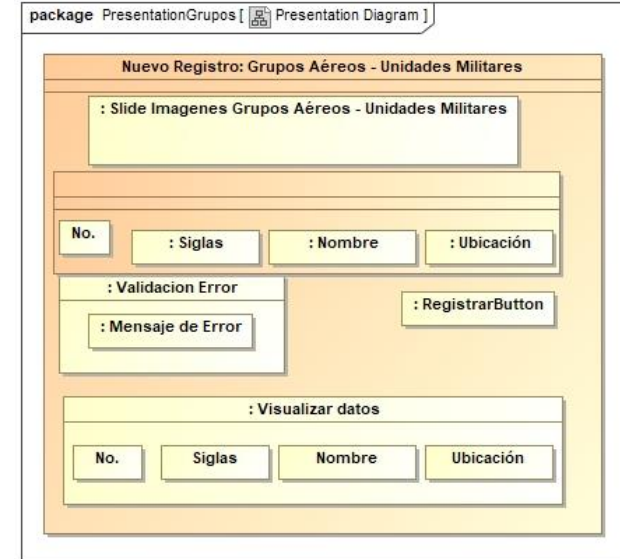 package PresentationGrupos [ Presentation Diagram ]
Nuevo Registro: Grupos Aéreos - Unidades Militares
: Slide Imagenes Grupos Aéreos - Unidades Militares
No. : Siglas : Nombre : Ubicación
: Validacion Error
: RegistrarButton
: Mensaje de Error
: Visualizar datos
No. Siglas Nombre Ubicación